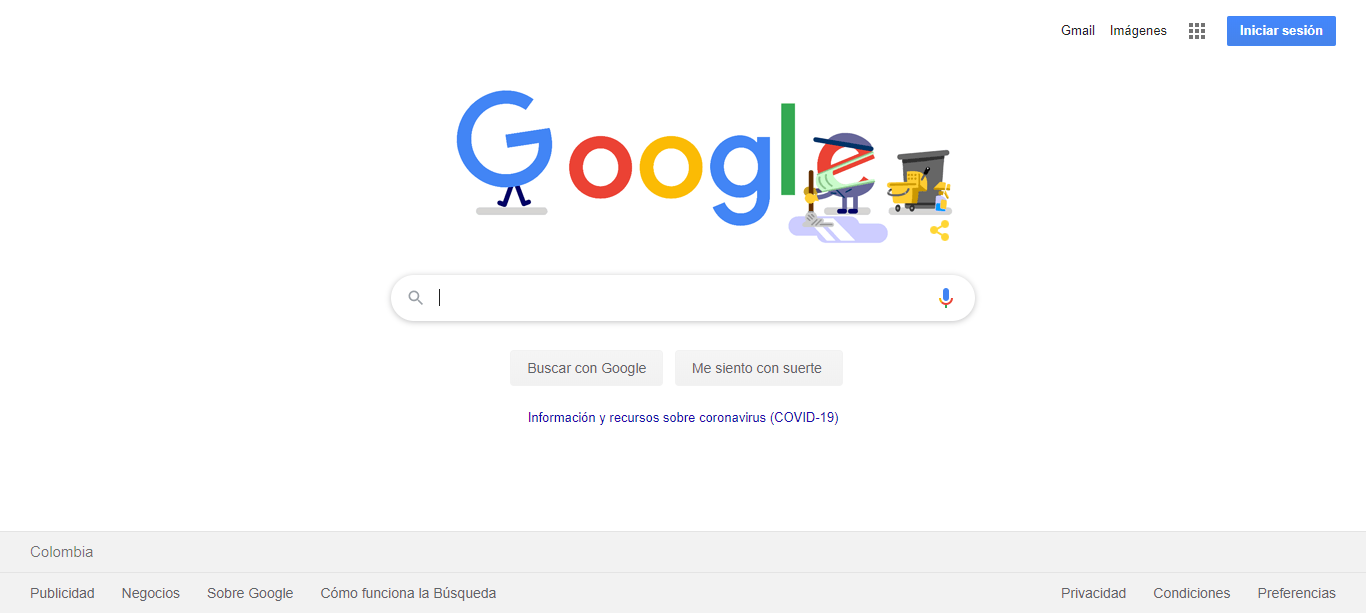 Gmail Imágenes Iniciar sesión
Google
Buscar con Google Me siento con suerte
Información y recursos sobre coronavirus (COVID-19)
Colombia
Publicidad Negocios Sobre Google Cómo funciona la Búsqueda Privacidad Condiciones Preferencias